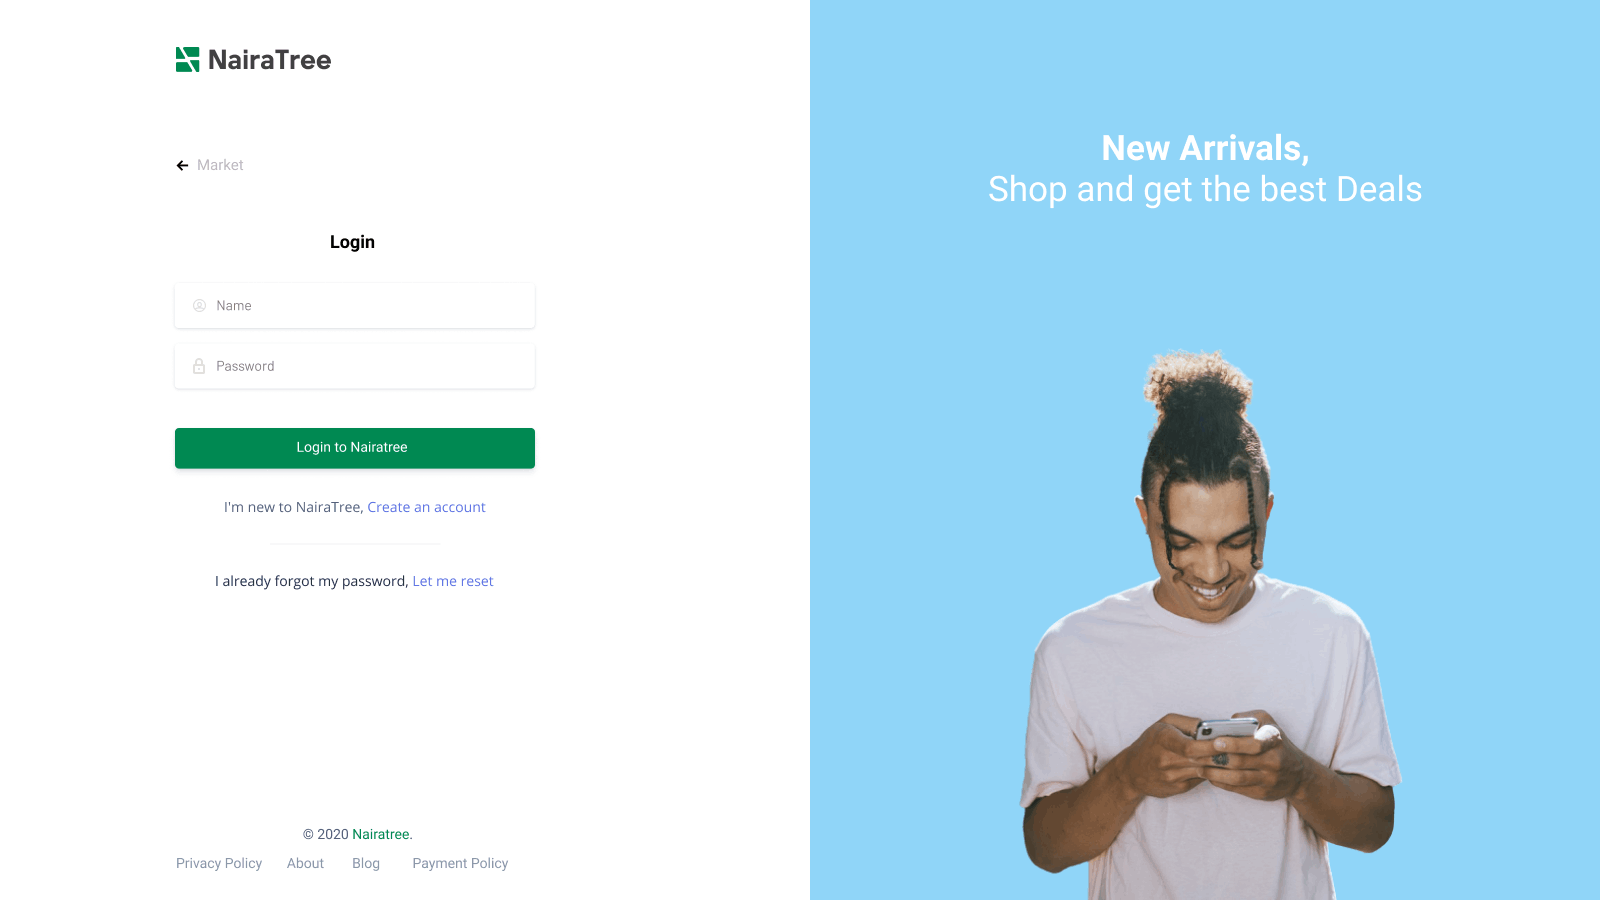 NairaTree
Market
Login
Name
Password
Login to Nairatree
I'm new to NairaTree, Create an account
I already forgot my password, Let me reset
© 2020 Nairatree.
Privacy Policy About Blog Payment Policy
New Arrivals,
Shop and get the best Deals